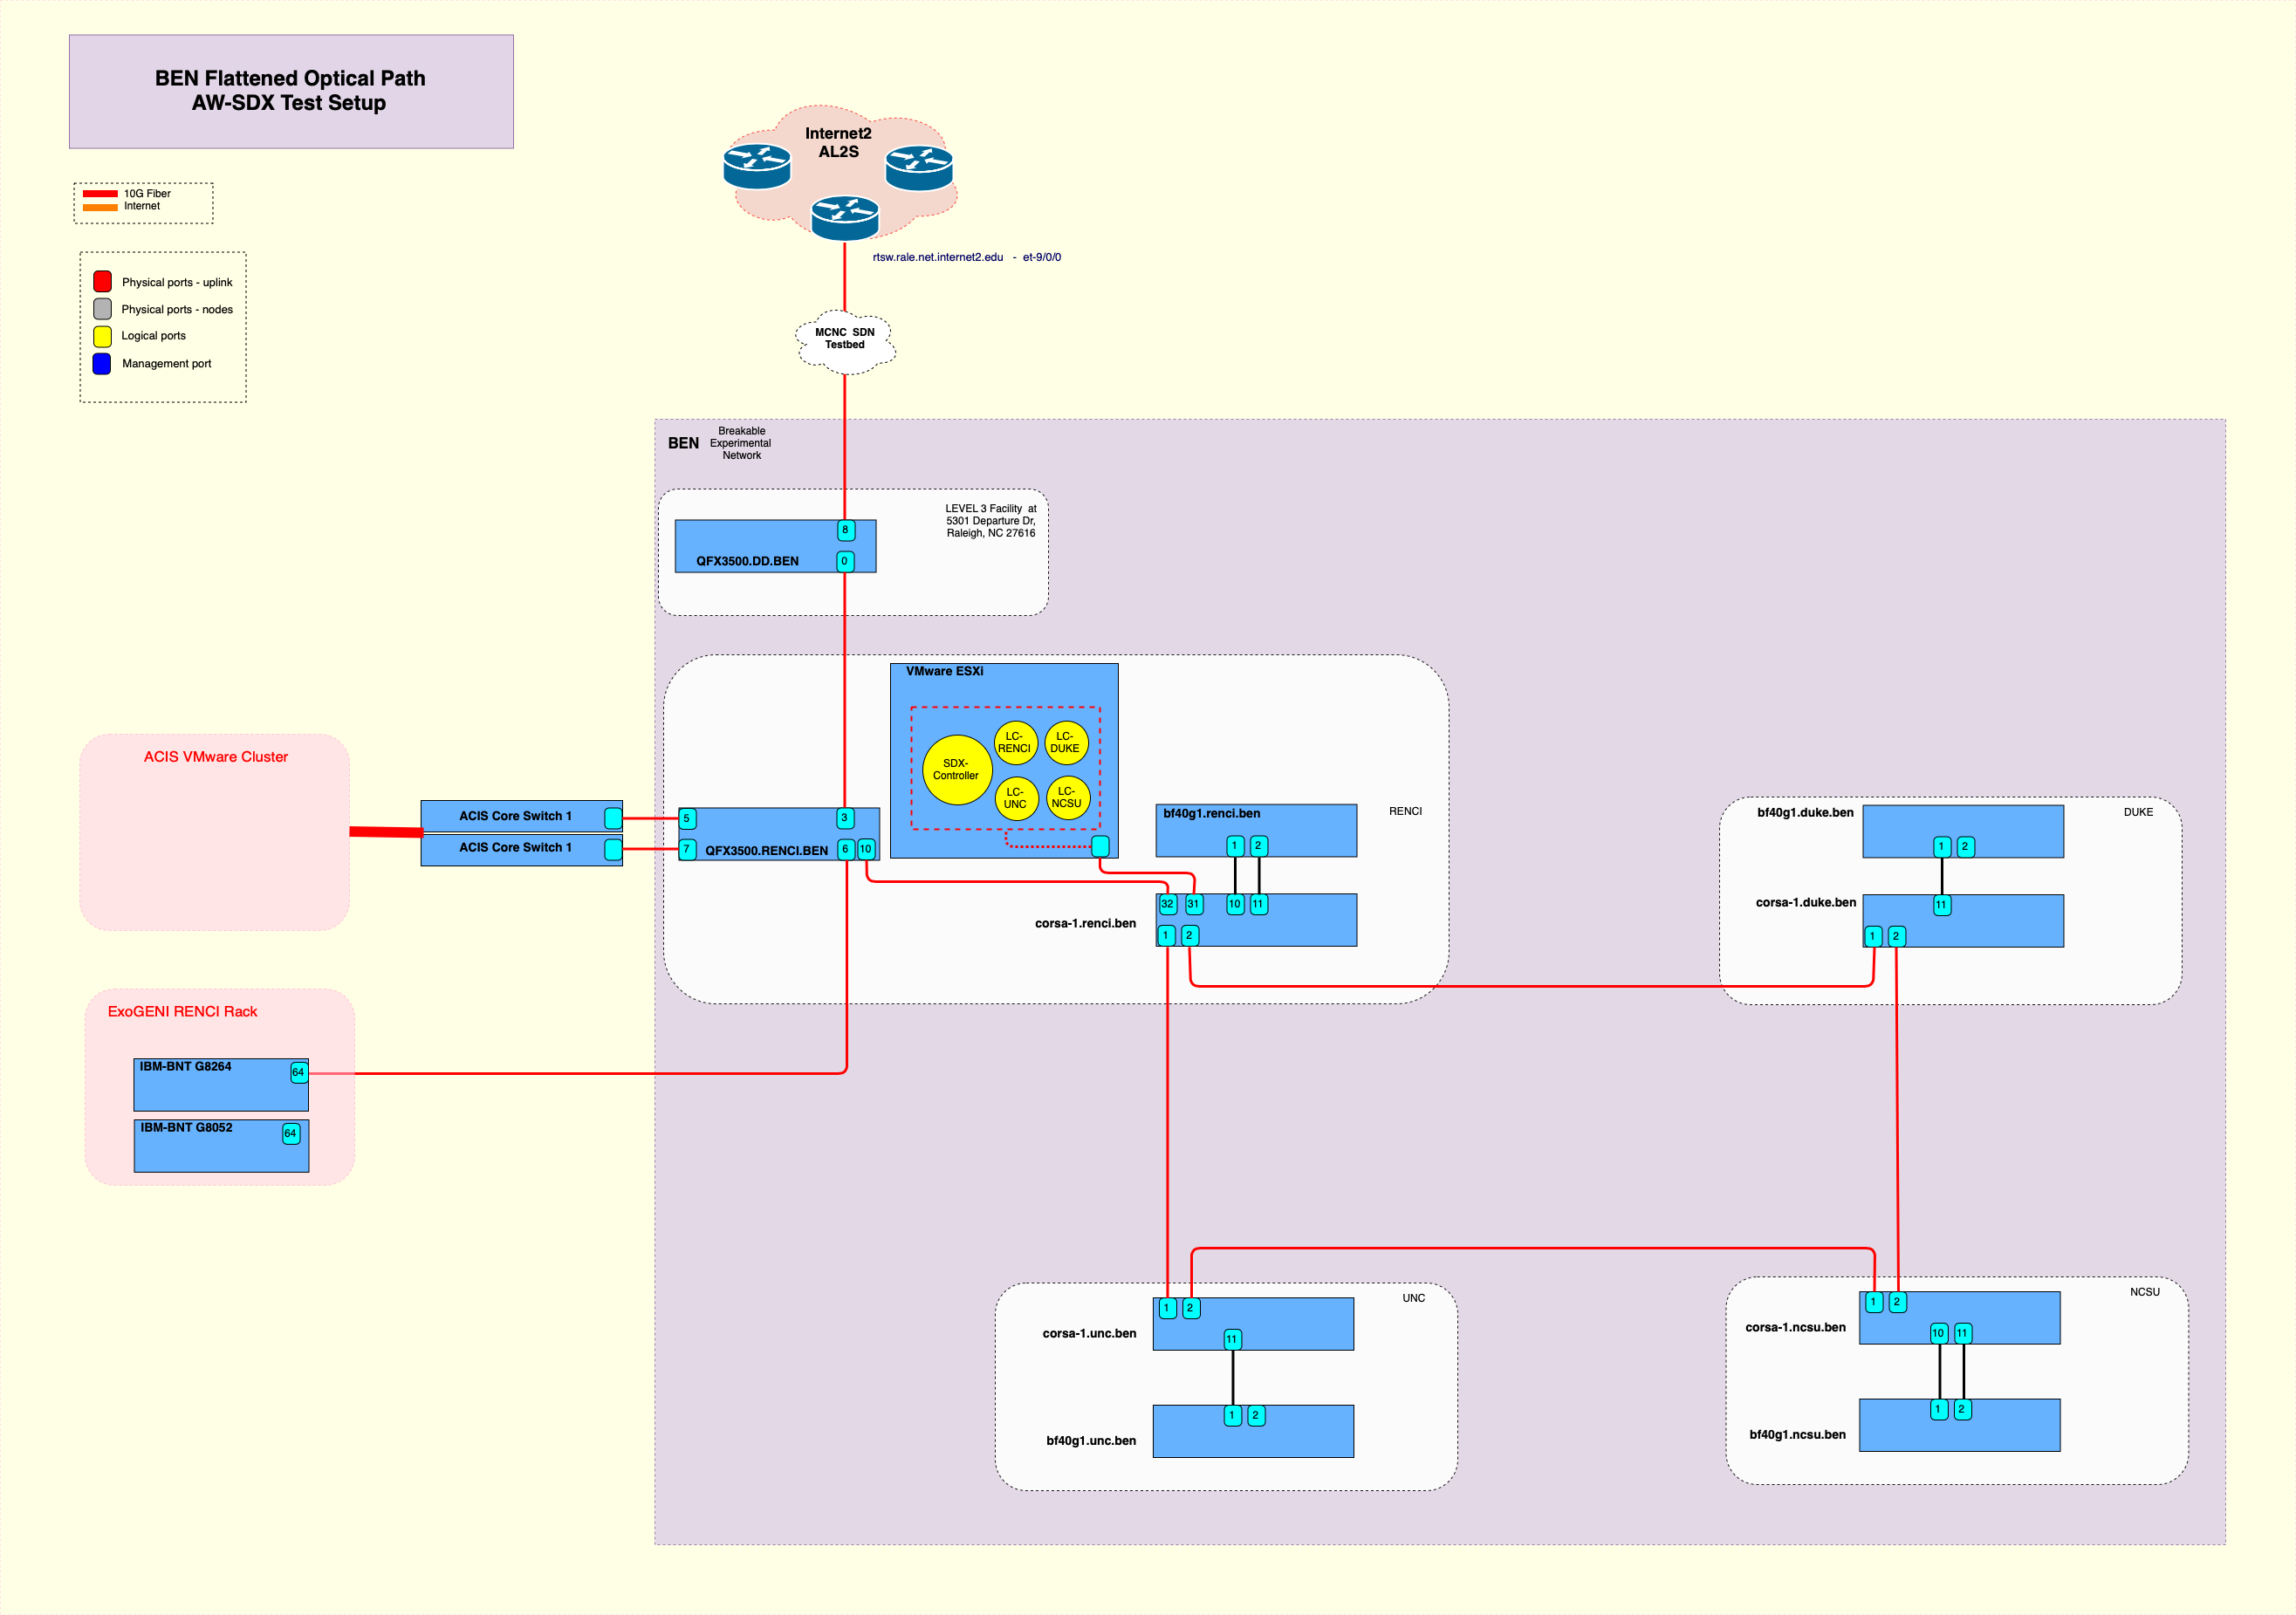 BEN Flattened Optical Path
AW-SDX Test Setup
10G Fiber
Internet
Physical ports - uplink
Physical ports - nodes
Logical ports
Management port
Internet2
AL2S
rtsw.rale.net.internet2.edu - et-9/0/0
MCNC SDN
Testbed
BEN
Breakable
Experimental
Network
LEVEL 3 Facility at
5301 Departure Dr,
Raleigh, NC 27616
8
QFX3500.DD.BEN
0
VMware ESXi
SDX-
Controller
LC-
RENCI
LC-
DUKE
LC-
UNC
LC-
NCSU
ACIS VMware Cluster
ACIS Core Switch 1
ACIS Core Switch 1
5
3
7
QFX3500.RENCI.BEN
6
10
RENCI
bf40g1.renci.ben
1
2
32
31
10
11
corsa-1.renci.ben
1
2
DUKE
bf40g1.duke.ben
1
2
corsa-1.duke.ben
11
1
2
ExoGENI RENCI Rack
IBM-BNT G8264
64
IBM-BNT G8052
64
UNC
1
2
corsa-1.unc.ben
11
1
2
bf40g1.unc.ben
NCSU
1
2
corsa-1.ncsu.ben
10
11
1
2
bf40g1.ncsu.ben